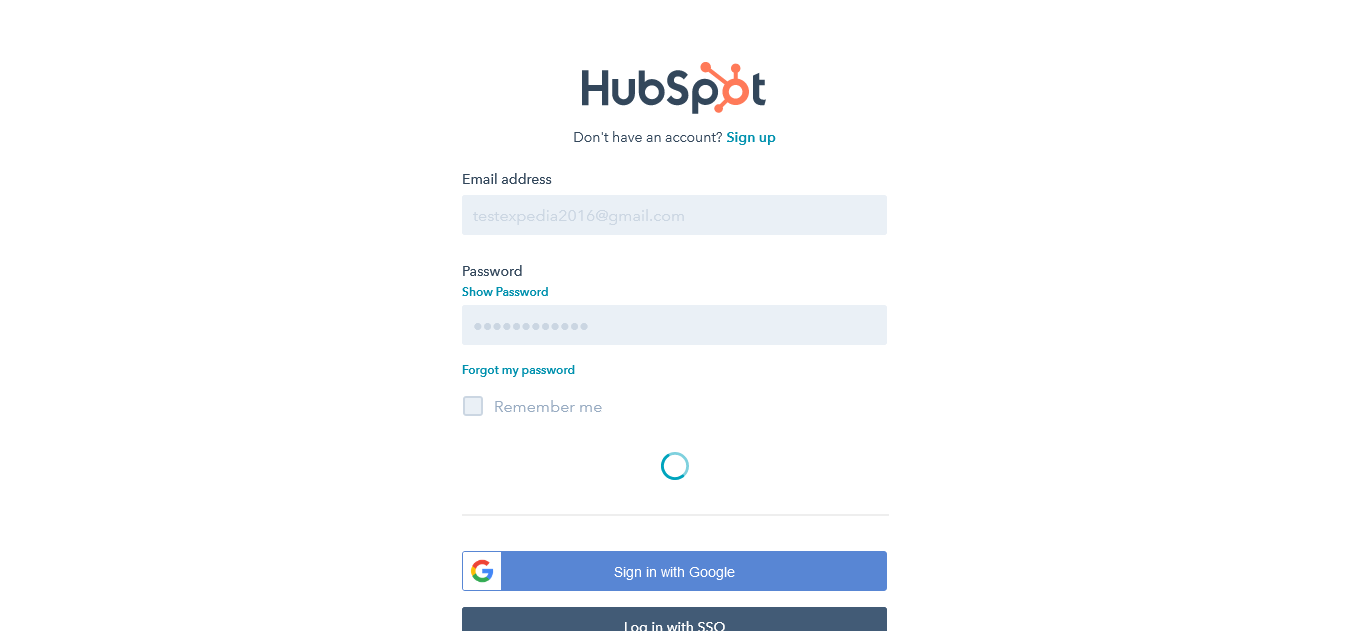 HubSpot
Don't have an account? Sign up
Email address
testexpedia2016@gmail.com
Password
Show Password
••••••••••••
Forgot my password
Remember me
Sign in with Google
Log in with SSO